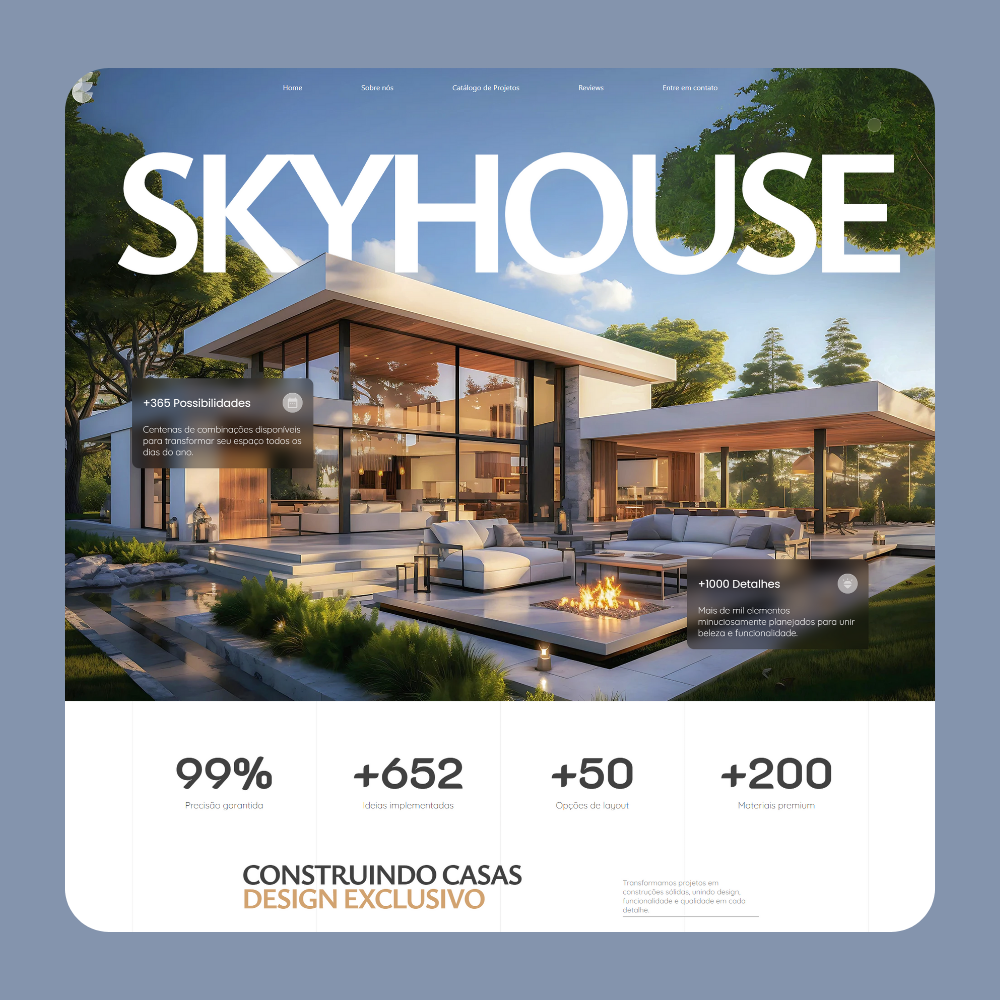 Home Sobre nós Catálogo de Projetos Reviews Entre em contato
SKYHOUSE
+365 Possibilidades
Centenas de combinações disponíveis
para transformar seu espaço todos os
dias do ano.
+1000 Detalhes
Mais de mil elementos
minuciosamente planejados para unir
beleza e funcionalidade.
99% +652 +50 +200
Precisão garantida Ideias implementadas Opções de layout Materiais premium
CONSTRUINDO CASAS
DESIGN EXCLUSIVO
Transformamos projetos em
construções sólidas, unindo design,
funcionalidade e qualidade em cada
detalhe.